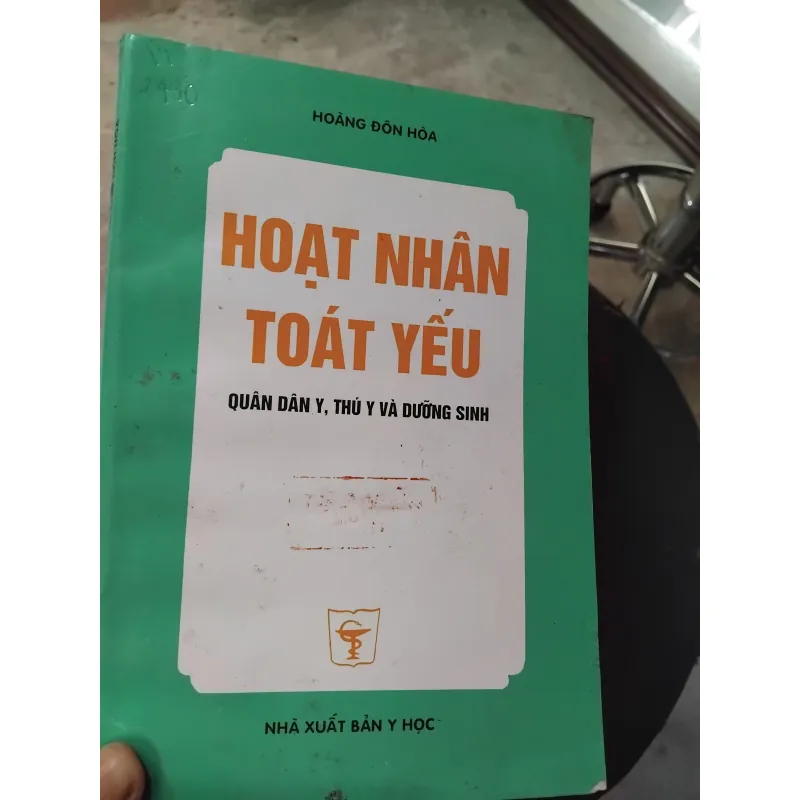 HOÀNG ĐÔN HÒA
HOẠT NHÂN
TOÁT YẾU
QUÂN DÂN Y, THÚ Y VÀ DƯỠNG SINH
NHÀ XUẤT BẢN Y HỌC